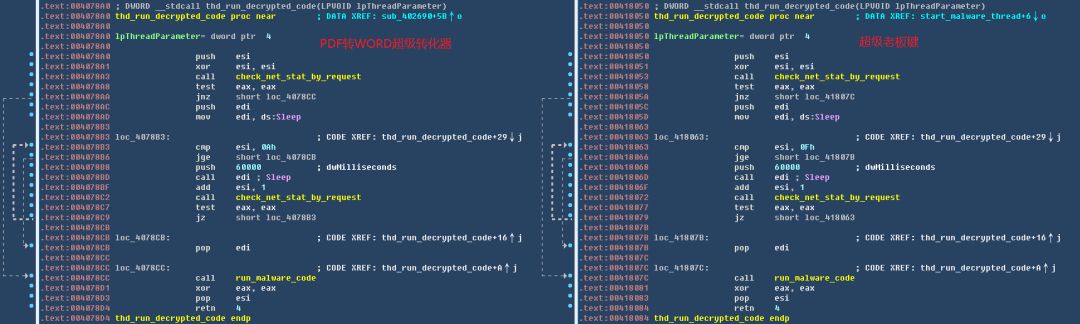 .text:004078A0 ; DWORD __stdcall thd_run_decrypted_code(LPVOID lpThreadParameter)
.text:004078A0 thd_run_decrypted_code proc near ; DATA XREF: sub_402690+5B↑o
.text:004078A0
.text:004078A0 lpThreadParameter= dword ptr 4
.text:004078A0
PDF转WORD超级转化器
.text:004078A0 push esi
.text:004078A1 xor esi, esi
.text:004078A3 call check_net_stat_by_request
.text:004078A8 test eax, eax
.text:004078AA jnz short loc_4078CC
.text:004078AC push edi
.text:004078AD mov edi, ds:Sleep
.text:004078B3
.text:004078B3 loc_4078B3: ; CODE XREF: thd_run_decrypted_code+29↓j
.text:004078B3 cmp esi, 0Ah
.text:004078B6 jge short loc_4078CB
.text:004078B8 push 60000 ; dwMilliseconds
.text:004078BD call edi ; Sleep
.text:004078BF add esi, 1
.text:004078C2 call check_net_stat_by_request
.text:004078C7 test eax, eax
.text:004078C9 jz short loc_4078B3
.text:004078CB
.text:004078CB loc_4078CB: ; CODE XREF: thd_run_decrypted_code+16↑j
.text:004078CB pop edi
.text:004078CC
.text:004078CC loc_4078CC: ; CODE XREF: thd_run_decrypted_code+A↑j
.text:004078CC call run_malware_code
.text:004078D1 xor eax, eax
.text:004078D3 pop esi
.text:004078D4 retn 4
.text:004078D4 thd_run_decrypted_code endp
.text:00418050 ; DWORD __stdcall thd_run_decrypted_code(LPVOID lpThreadParameter)
.text:00418050 thd_run_decrypted_code proc near ; DATA XREF: start_malware_thread+6↓o
.text:00418050
.text:00418050 lpThreadParameter= dword ptr 4
.text:00418050
超级老板键
.text:00418050 push esi
.text:00418051 xor esi, esi
.text:00418053 call check_net_stat_by_request
.text:00418058 test eax, eax
.text:0041805A jnz short loc_41807C
.text:0041805C push edi
.text:0041805D mov edi, ds:Sleep
.text:00418063
.text:00418063 loc_418063: ; CODE XREF: thd_run_decrypted_code+29↓j
.text:00418063 cmp esi, 0Fh
.text:00418066 jge short loc_41807B
.text:00418068 push 60000 ; dwMilliseconds
.text:0041806D call edi ; Sleep
.text:0041806F add esi, 1
.text:00418072 call check_net_stat_by_request
.text:00418077 test eax, eax
.text:00418079 jz short loc_418063
.text:0041807B
.text:0041807B loc_41807B: ; CODE XREF: thd_run_decrypted_code+16↑j
.text:0041807B pop edi
.text:0041807C
.text:0041807C loc_41807C: ; CODE XREF: thd_run_decrypted_code+A↑j
.text:0041807C call run_malware_code
.text:00418081 xor eax, eax
.text:00418083 pop esi
.text:00418084 retn 4
.text:00418084 thd_run_decrypted_code endp